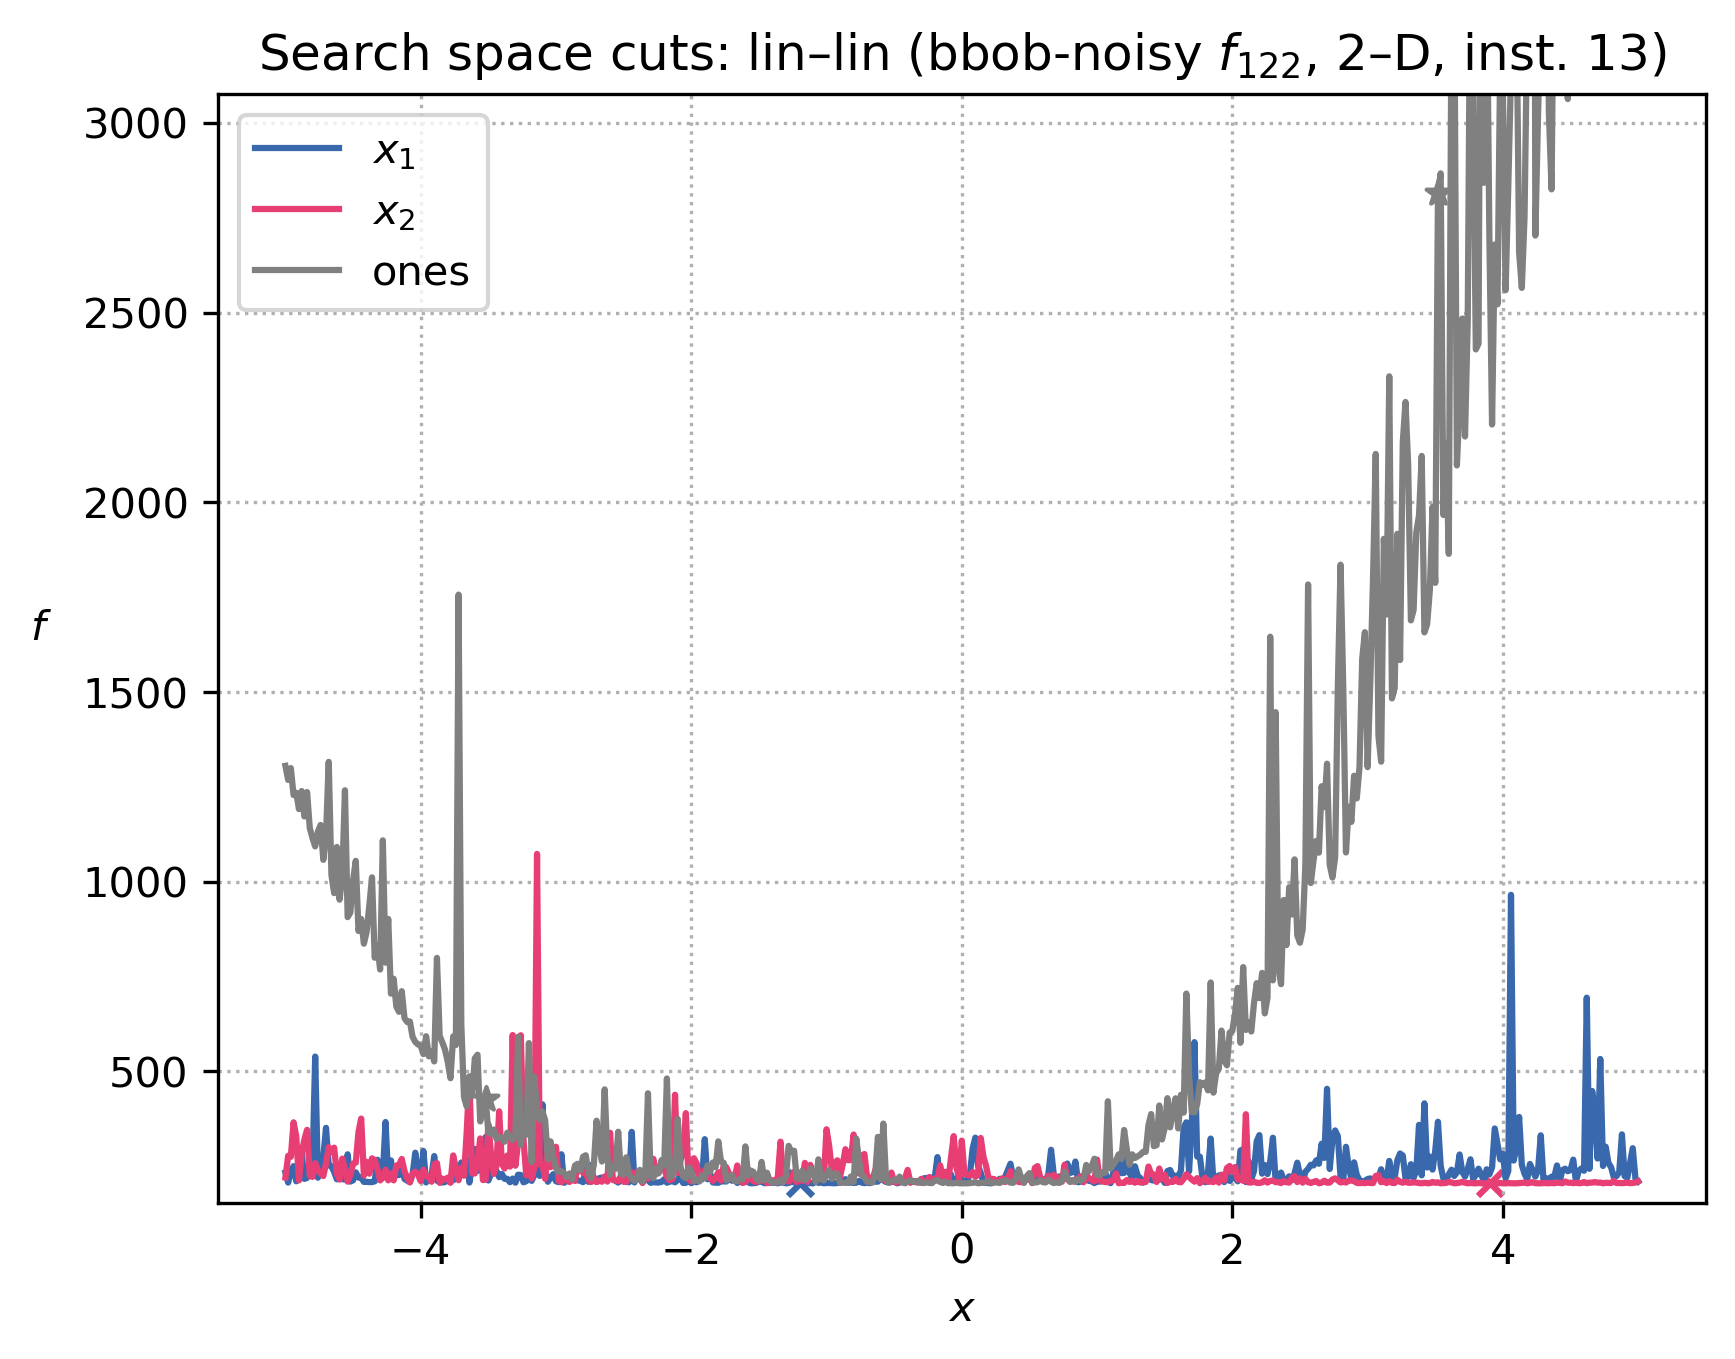 Search space cuts: lin–lin (bbob-noisy f₁₂₂, 2–D, inst. 13)
x₁
x₂
ones
3000
2500
2000
1500
1000
500
f
−4 −2 0 2 4
x